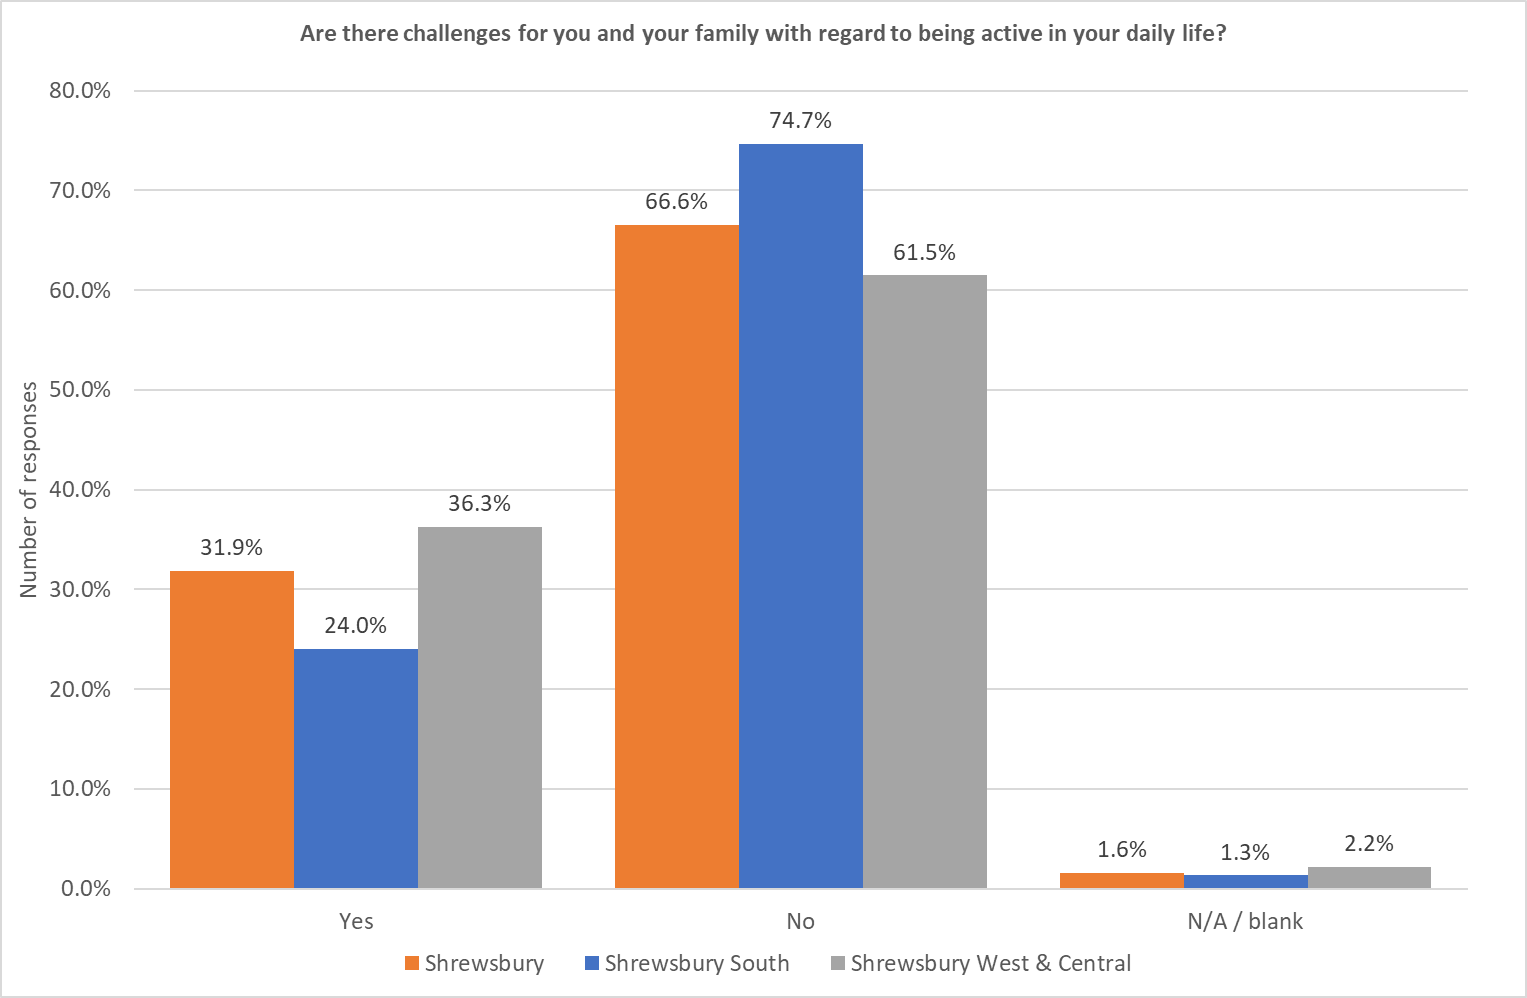 Are there challenges for you and your family with regard to being active in your daily life?
Number of responses
80.0%
70.0%
60.0%
50.0%
40.0%
30.0%
20.0%
10.0%
0.0%
31.9%
24.0%
36.3%
66.6%
74.7%
61.5%
1.6%
1.3%
2.2%
Yes
No
N/A / blank
Shrewsbury
Shrewsbury South
Shrewsbury West & Central